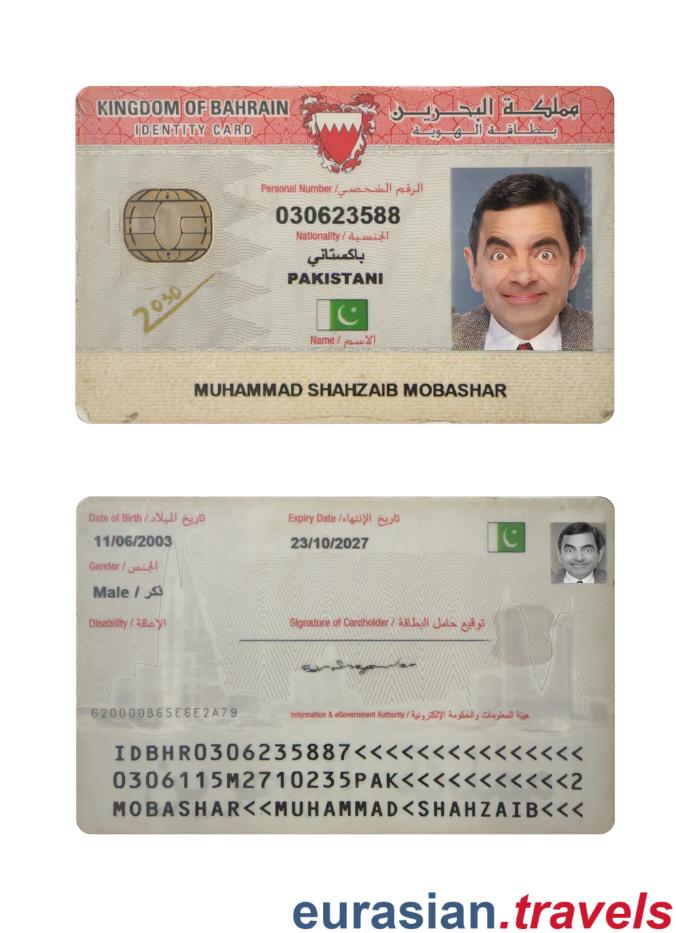 KINGDOM OF BAHRAIN
مملكة البحرين
IDENTITY CARD
بطاقة الهوية
Personal Number / الرقم الشخصي
030623588
Nationality / الجنسية
باكستاني
PAKISTANI
2030
Name / الاسم
MUHAMMAD SHAHZAIB MOBASHAR
Date of Birth / تاريخ الميلاد
Expiry Date / تاريخ الإنتهاء
11/06/2003
23/10/2027
Gender / الجنس
Male / ذكر
Disability / الإعاقة
Signature of Cardholder / توقيع حامل البطاقة
620000B65E6E2A79
Information & eGovernment Authority / هيئة المعلومات والحكومة الإلكترونية
IDBHR0306235887<<<<<<<<<<<<<<<
0306115M2710235PAK<<<<<<<<<<<2
MOBASHAR<<MUHAMMAD<SHAHZAIB<<<
eurasian.travels